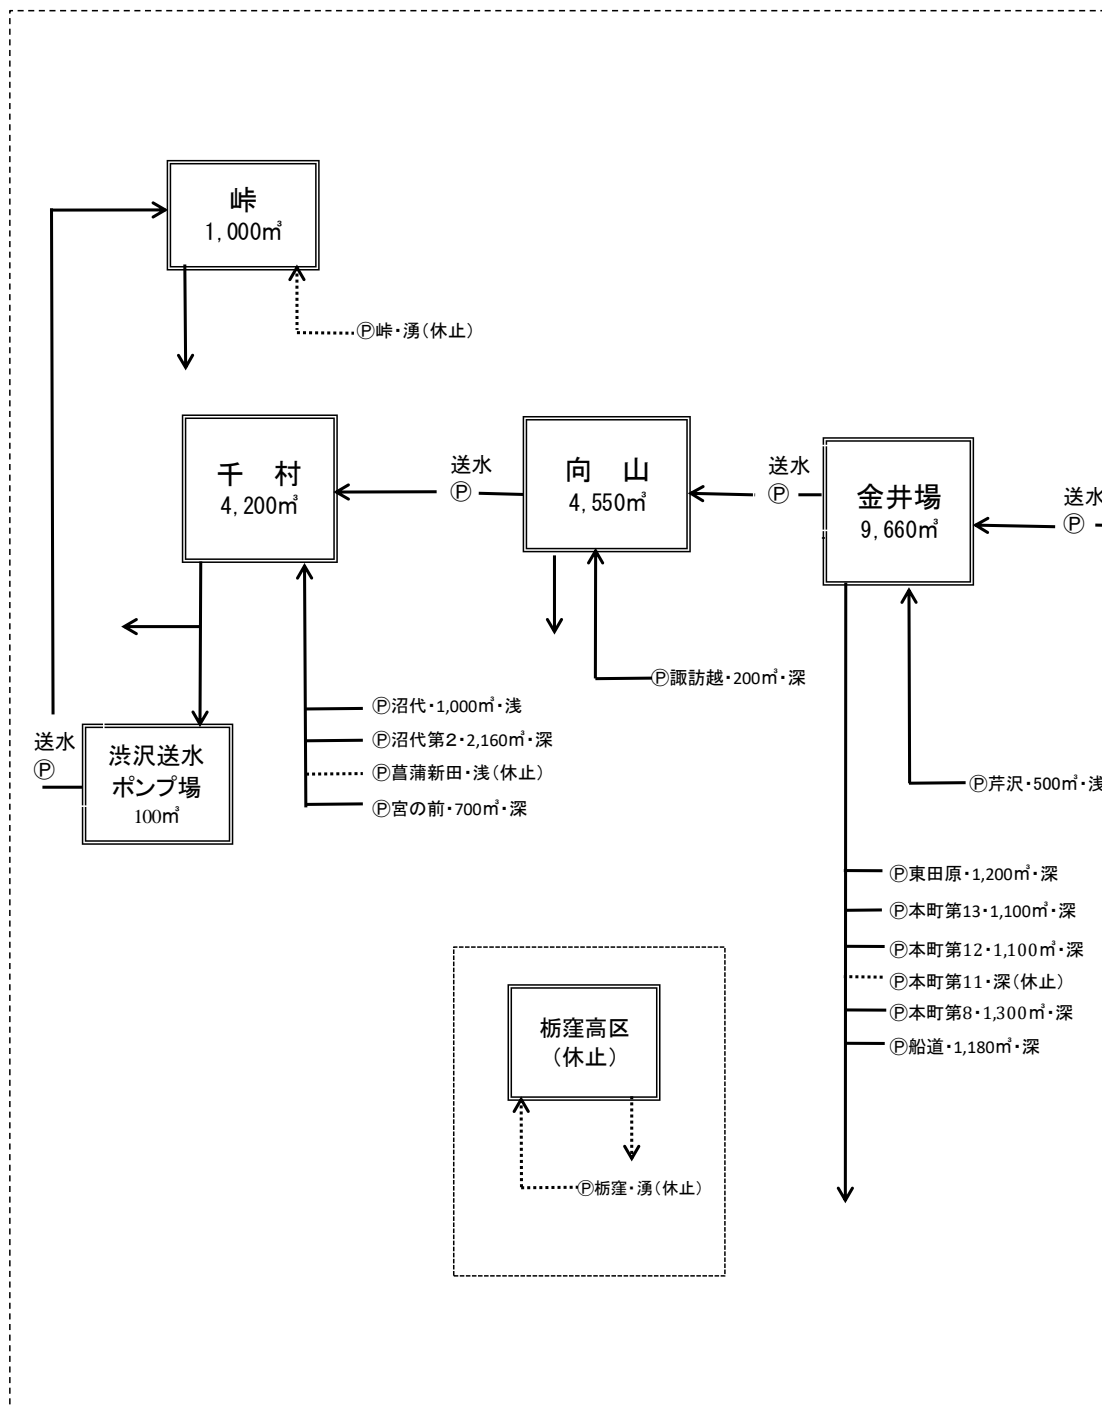 峠
1,000㎥
Ⓟ峠・湧(休止)
千　村
4,200㎥
送水
Ⓟ
向　山
4,550㎥
送水
Ⓟ
金井場
9,660㎥
送水
Ⓟ
Ⓟ諏訪越・200㎥・深
Ⓟ沼代・1,000㎥・浅
Ⓟ沼代第2・2,160㎥・深
Ⓟ菖蒲新田・浅(休止)
Ⓟ宮の前・700㎥・深
送水
Ⓟ
渋沢送水
ポンプ場
100㎥
Ⓟ芹沢・500㎥・浅
Ⓟ東田原・1,200㎥・深
Ⓟ本町第13・1,100㎥・深
Ⓟ本町第12・1,100㎥・深
Ⓟ本町第11・深(休止)
Ⓟ本町第8・1,300㎥・深
Ⓟ船道・1,180㎥・深
栃窪高区
(休止)
Ⓟ栃窪・湧(休止)